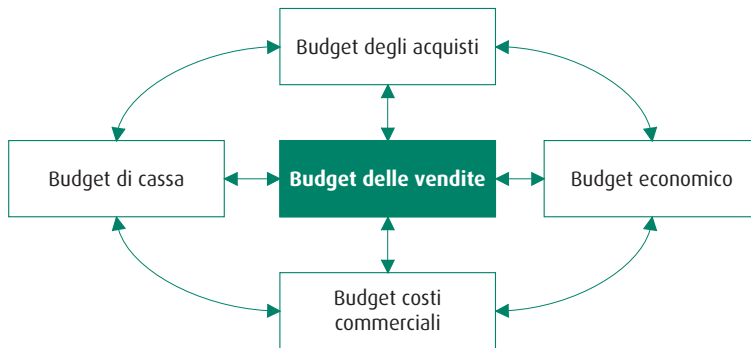 Budget degli acquisti
Budget di cassa
Budget delle vendite
Budget economico
Budget costi
commerciali